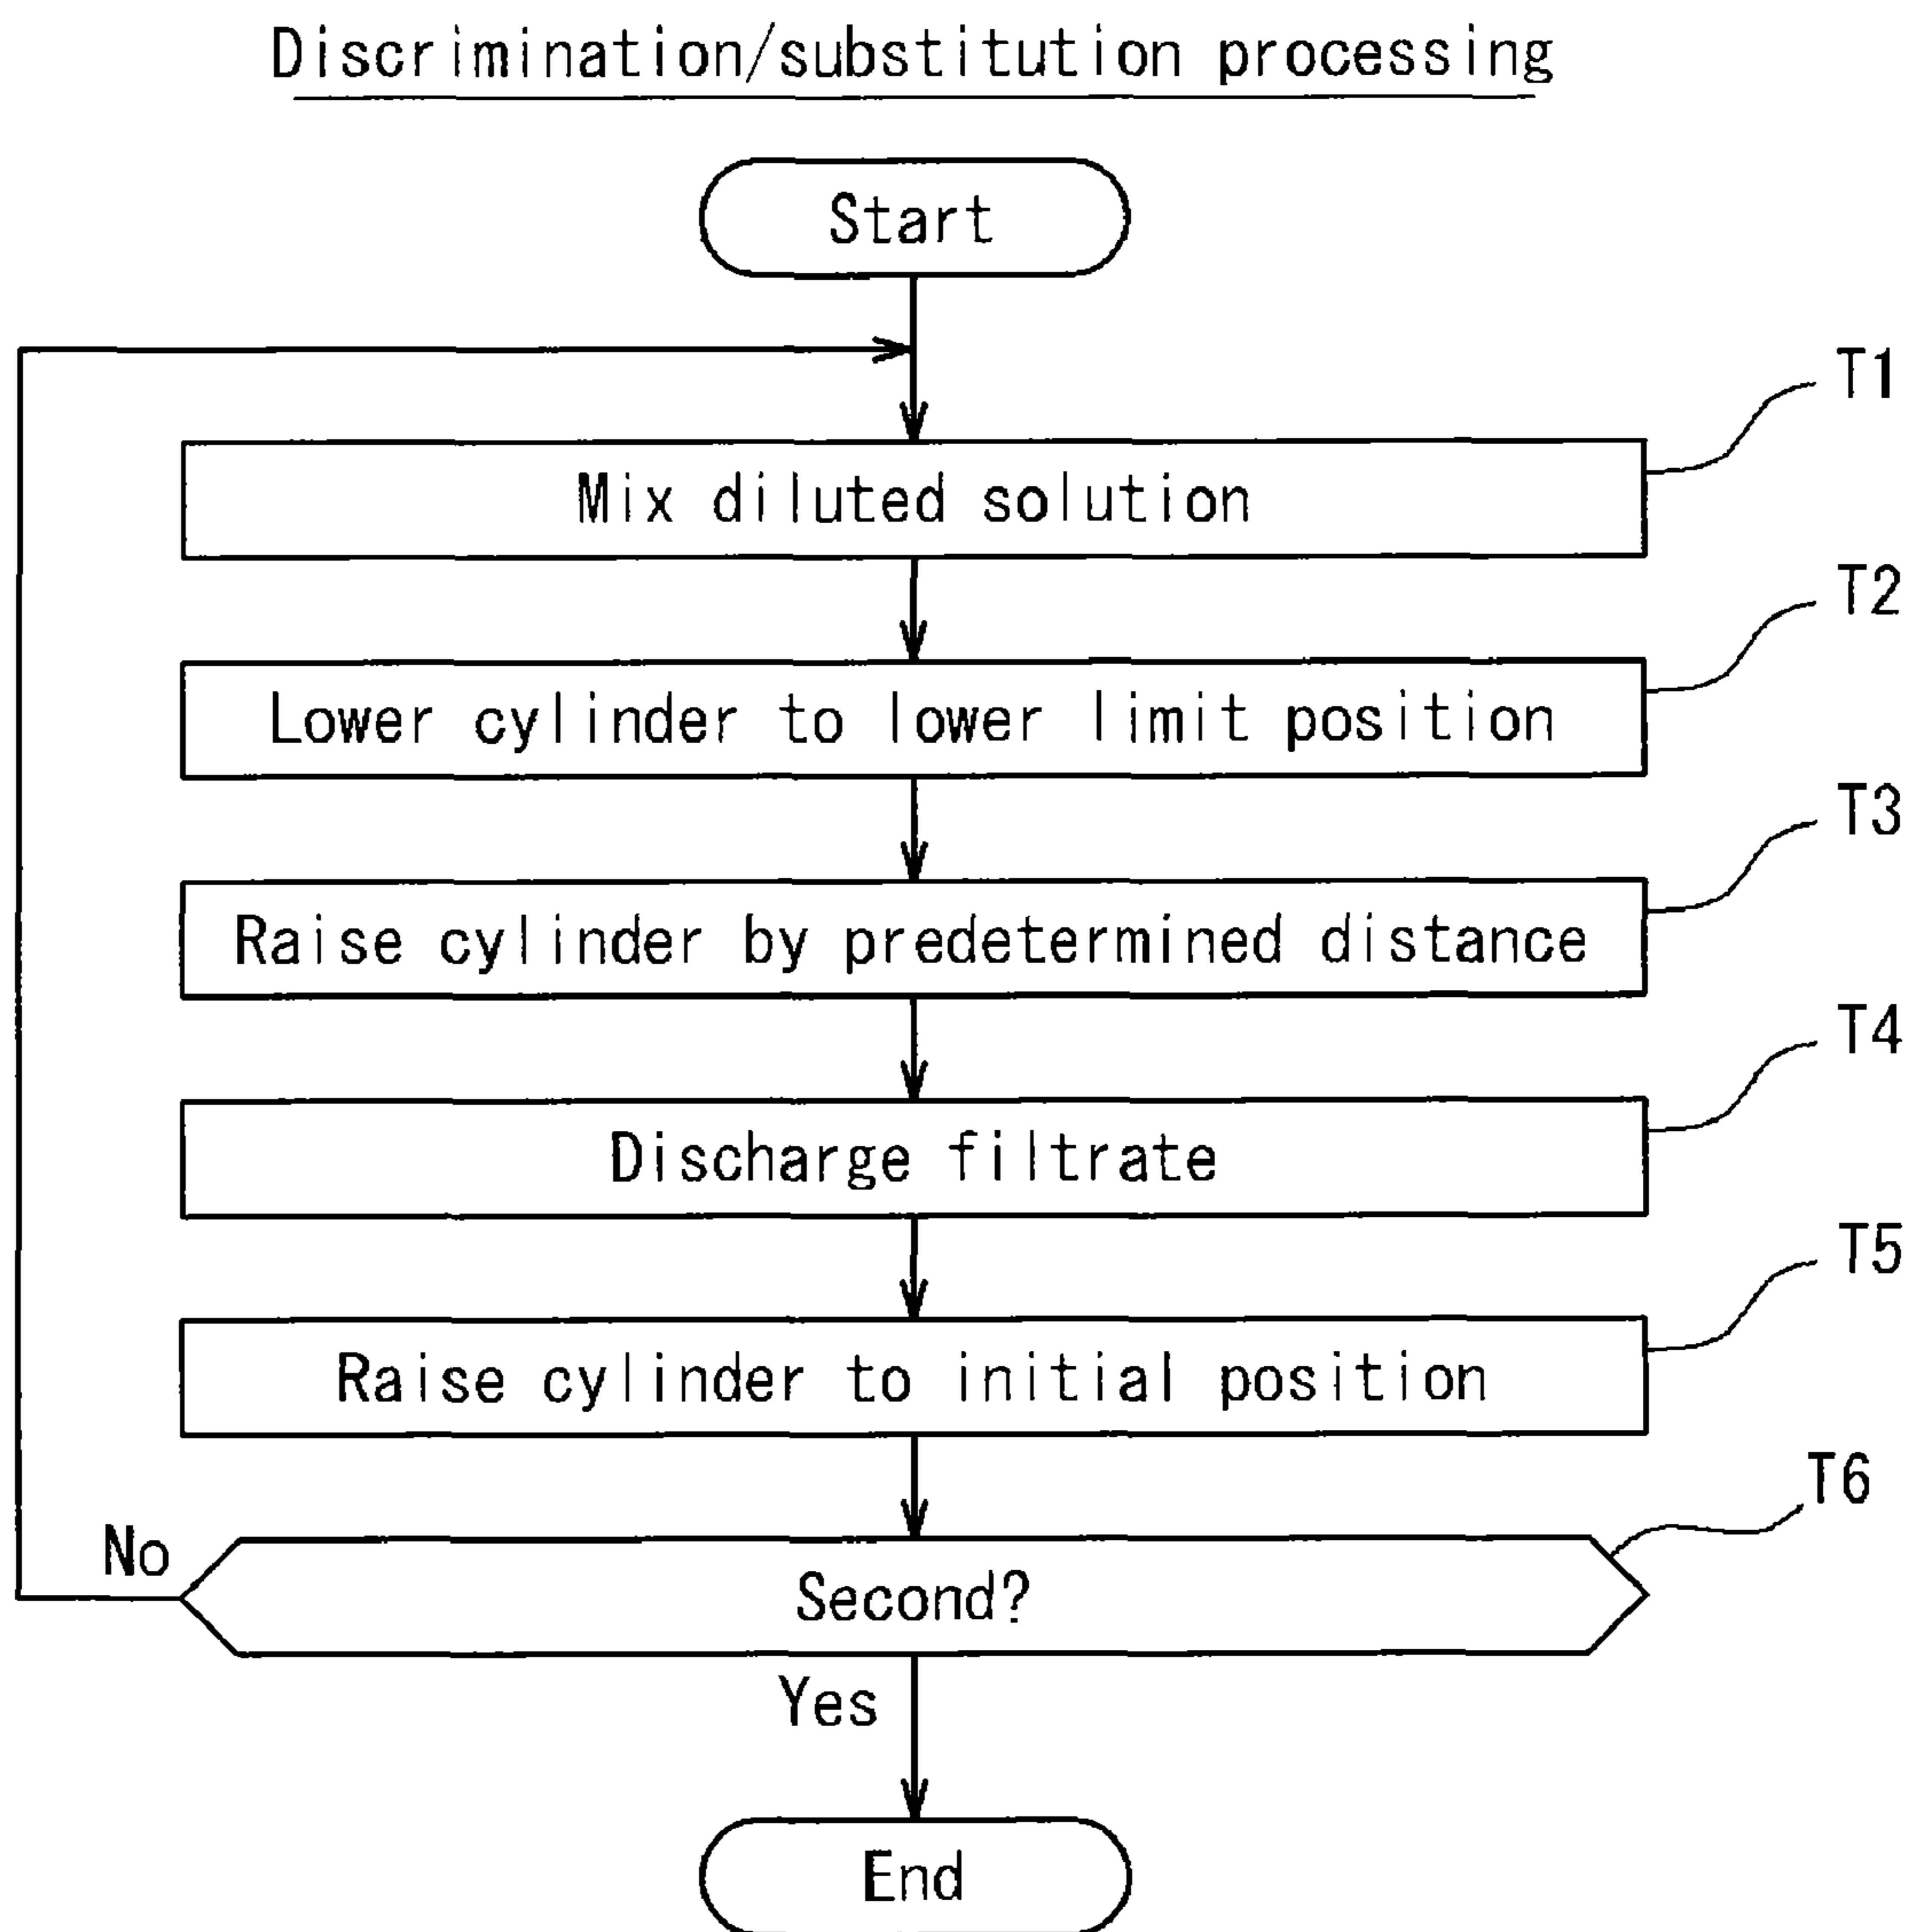 Discrimination/substitution processing
Start
T1
Mix diluted solution
T2
Lower cylinder to lower limit position
T3
Raise cylinder by predetermined distance
T4
Discharge filtrate
T5
Raise cylinder to initial position
T6
No
Second?
Yes
End